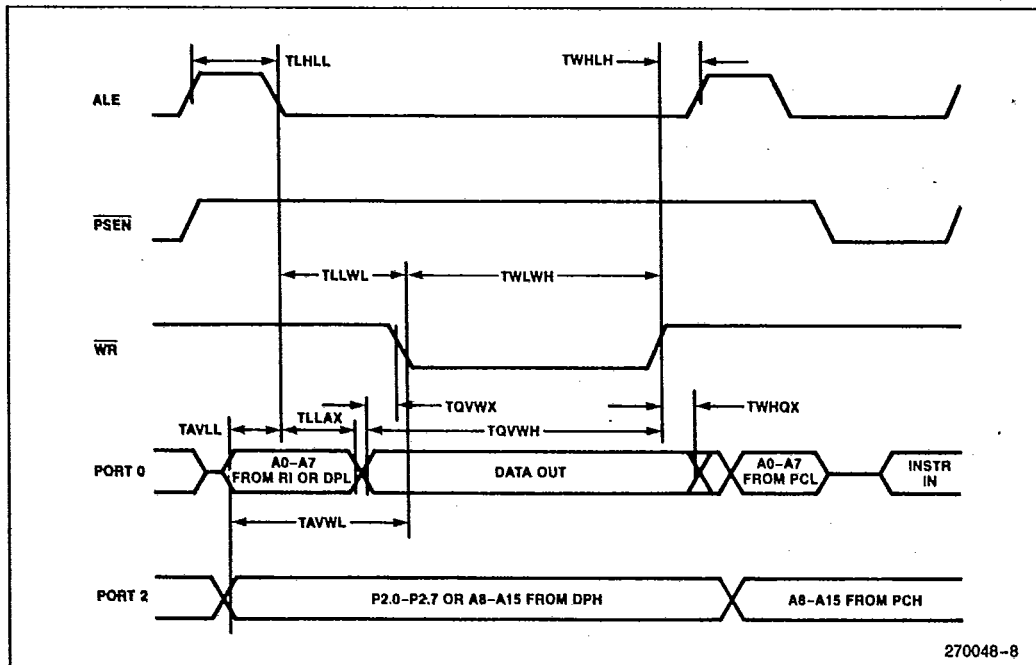 TLHLL
TWHLH
ALE
PSEN
TLLWL
TWLWH
WR
TQVWX
TWHQX
TAVLL
TLLAX
TQVWH
PORT 0
A0-A7
FROM RI OR DPL
DATA OUT
A0-A7
FROM PCL
INSTR
IN
TAVWL
PORT 2
P2.0-P2.7 OR A8-A15 FROM DPH
A8-A15 FROM PCH
270048-8